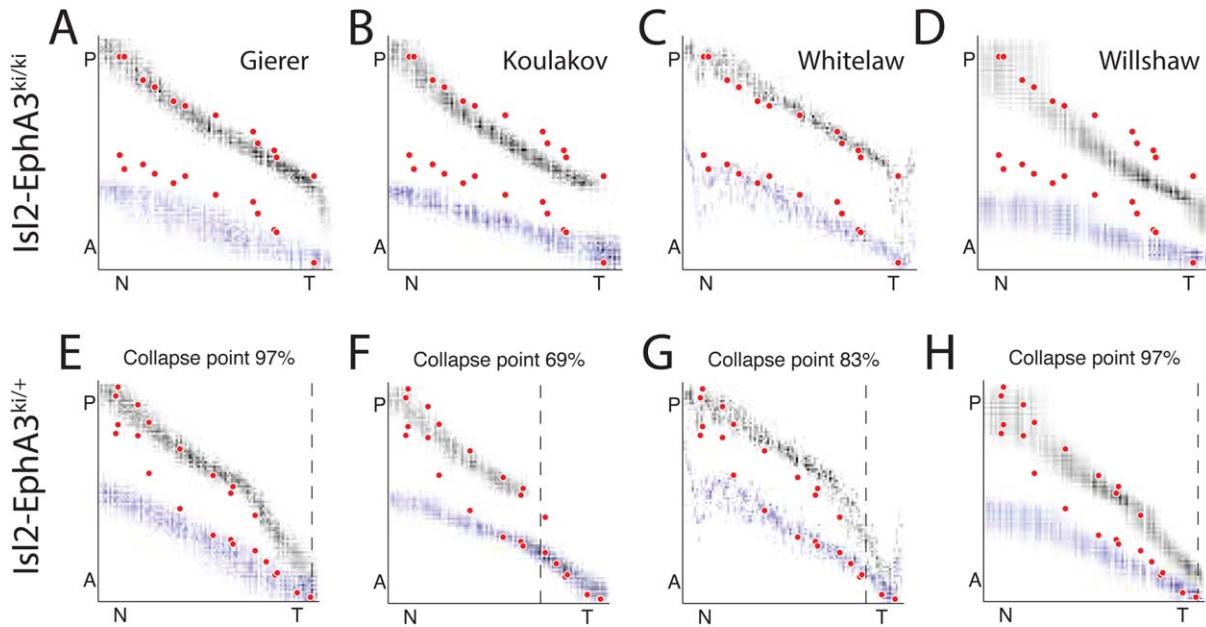 A
B
C
D
Isl2-EphA3ki/ki
Gierer
Koulakov
Whitelaw
Willshaw
P
A
N
T
P
A
N
T
P
A
N
T
P
A
N
T
E
F
G
H
Isl2-EphA3ki/+
Collapse point 97%
Collapse point 69%
Collapse point 83%
Collapse point 97%
P
A
N
T
P
A
N
T
P
A
N
T
P
A
N
T